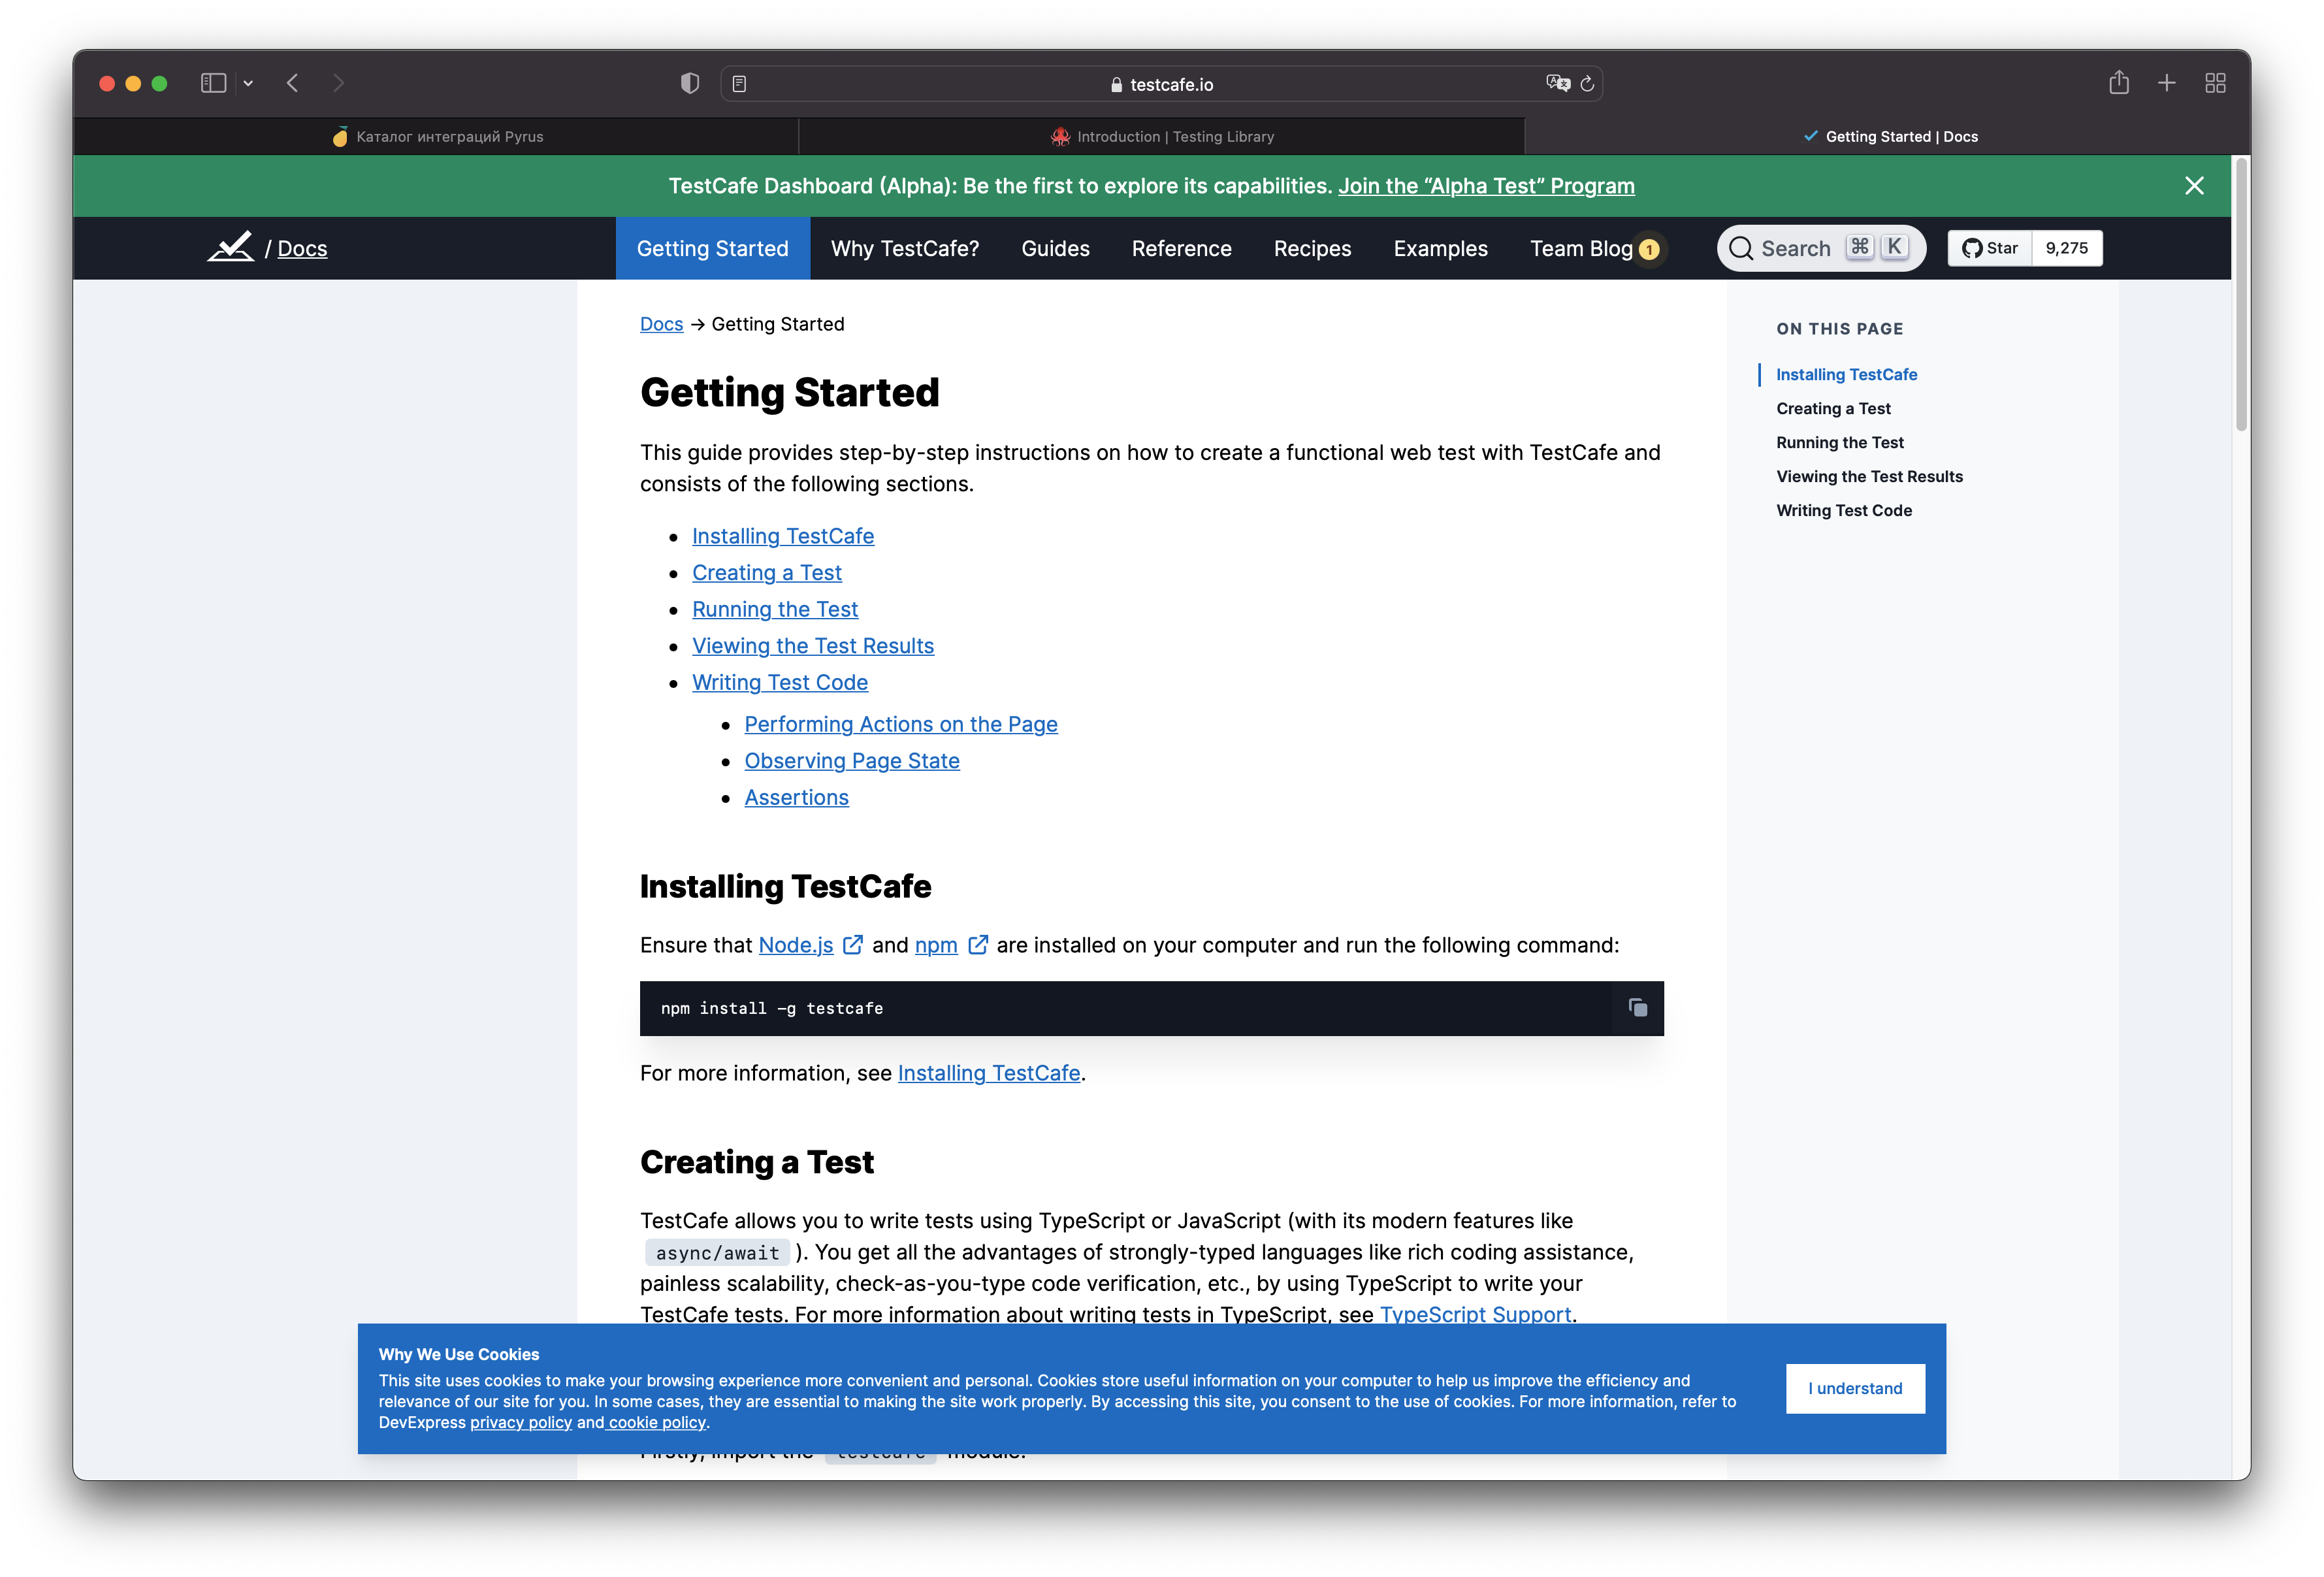 testcafe.io
Каталог интеграций Pyrus
Introduction | Testing Library
Getting Started | Docs
TestCafe Dashboard (Alpha): Be the first to explore its capabilities. Join the “Alpha Test” Program
/ Docs
Getting Started
Why TestCafe?
Guides
Reference
Recipes
Examples
Team Blog 1
Search ⌘ K
Star 9,275
Docs → Getting Started
Getting Started
This guide provides step-by-step instructions on how to create a functional web test with TestCafe and
consists of the following sections.
Installing TestCafe
Creating a Test
Running the Test
Viewing the Test Results
Writing Test Code
Performing Actions on the Page
Observing Page State
Assertions
Installing TestCafe
Ensure that Node.js and npm are installed on your computer and run the following command:
npm install -g testcafe
For more information, see Installing TestCafe.
Creating a Test
TestCafe allows you to write tests using TypeScript or JavaScript (with its modern features like
async/await ). You get all the advantages of strongly-typed languages like rich coding assistance,
painless scalability, check-as-you-type code verification, etc., by using TypeScript to write your
TestCafe tests. For more information about writing tests in TypeScript, see TypeScript Support.
ON THIS PAGE
Installing TestCafe
Creating a Test
Running the Test
Viewing the Test Results
Writing Test Code
Why We Use Cookies
This site uses cookies to make your browsing experience more convenient and personal. Cookies store useful information on your computer to help us improve the efficiency and
relevance of our site for you. In some cases, they are essential to making the site work properly. By accessing this site, you consent to the use of cookies. For more information, refer to
DevExpress privacy policy and cookie policy.
I understand
Firstly, import the testcafe module.